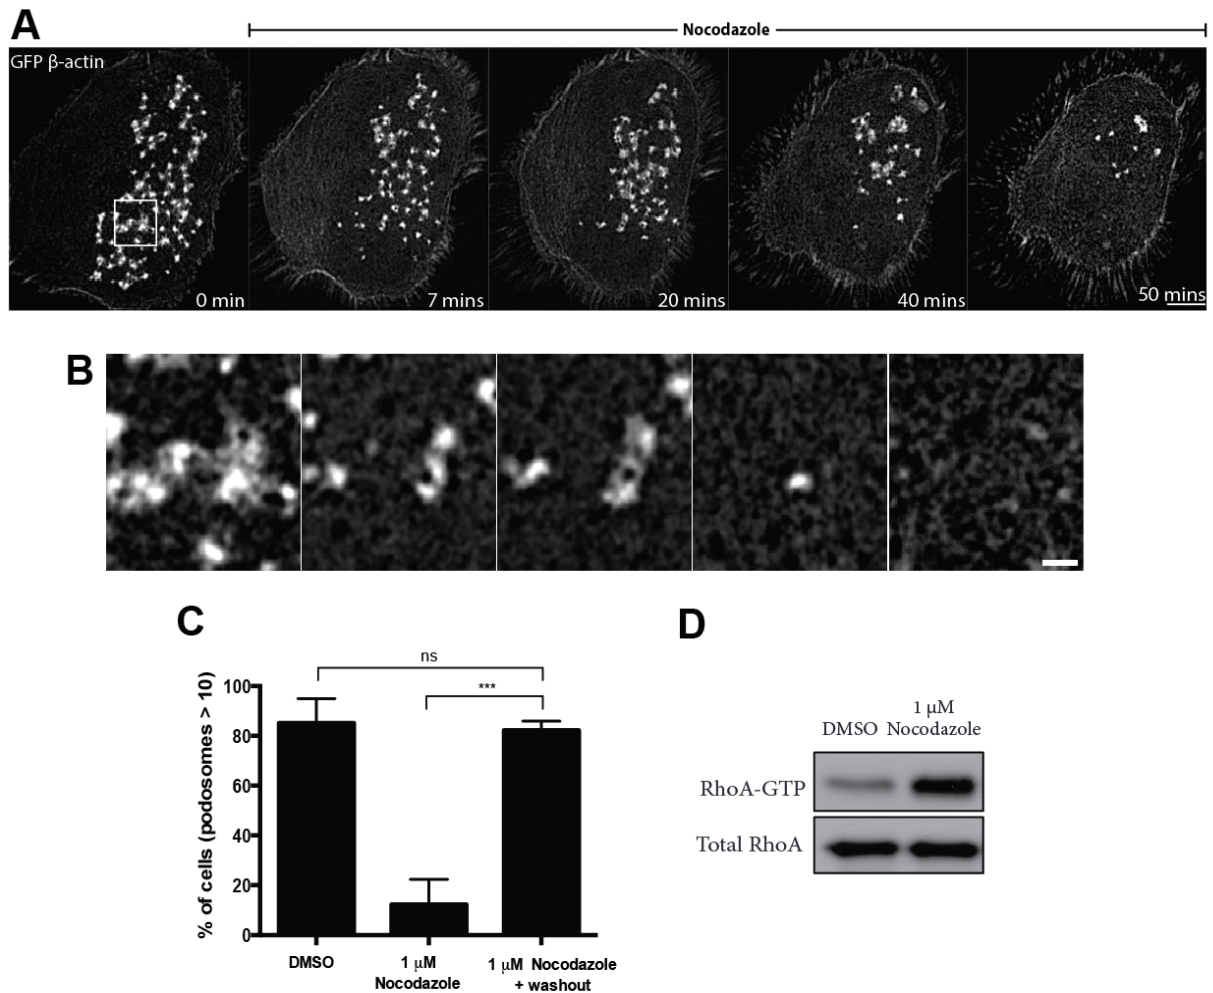 A
Nocodazole
GFP β-actin
0 min
7 mins
20 mins
40 mins
50 mins
B
C
ns
***
% of cells (podosomes > 10)
100
80
60
40
20
0
DMSO
1 μM
Nocodazole
1 μM Nocodazole
+ washout
D
1 μM
DMSO Nocodazole
RhoA-GTP
Total RhoA